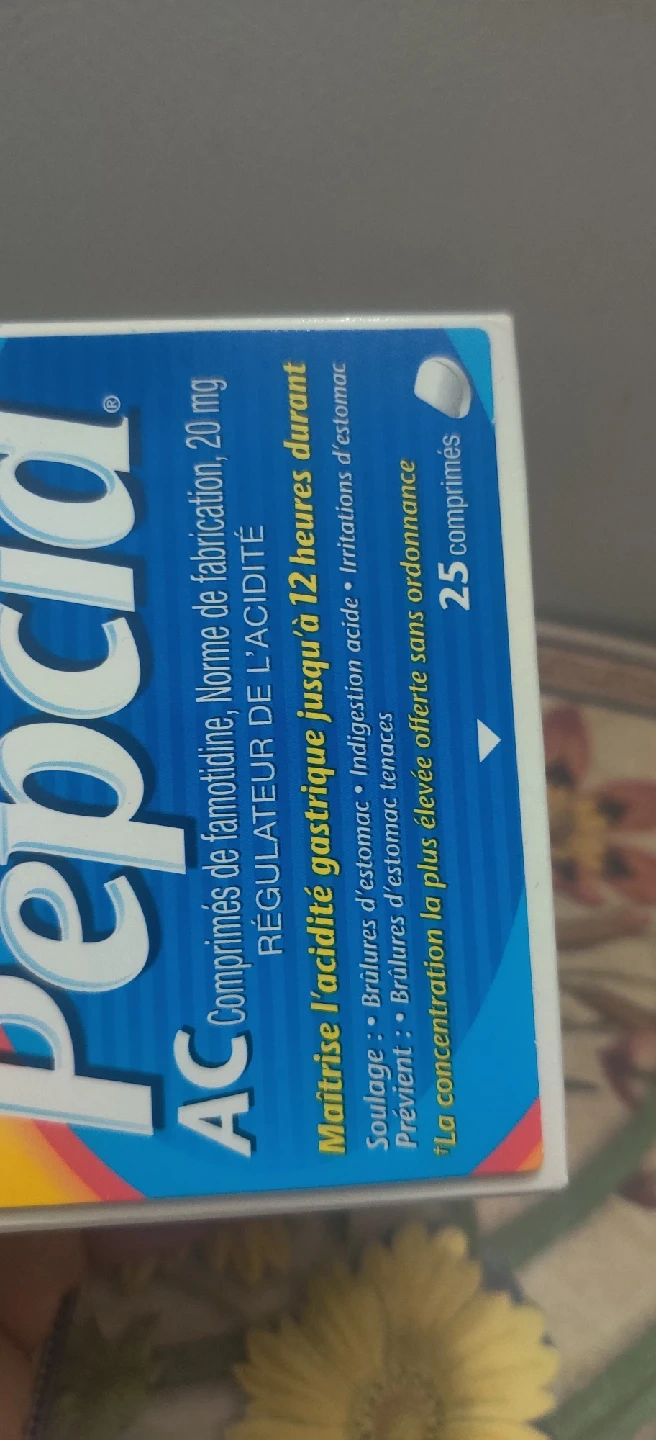 Pepcid®
AC Comprimés de famotidine, Norme de fabrication, 20 mg
RÉGULATEUR DE L'ACIDITÉ
Maîtrise l'acidité gastrique jusqu'à 12 heures durant
Soulage : • Brûlures d'estomac • Indigestion acide • Irritations d'estomac
Prévient : • Brûlures d'estomac tenaces
†La concentration la plus élevée offerte sans ordonnance
25 comprimés